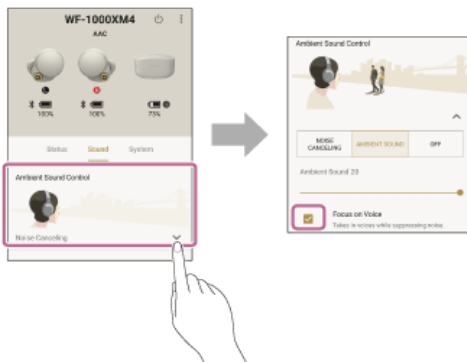 WF-1000XM4
AAC
100%
100%
73%
Status Sound System
Ambient Sound Control
Noise Canceling
Ambient Sound Control
NOISE
CANCELING
AMBIENT SOUND
OFF
Ambient Sound 20
Focus on Voice
Takes in voices while suppressing noise.